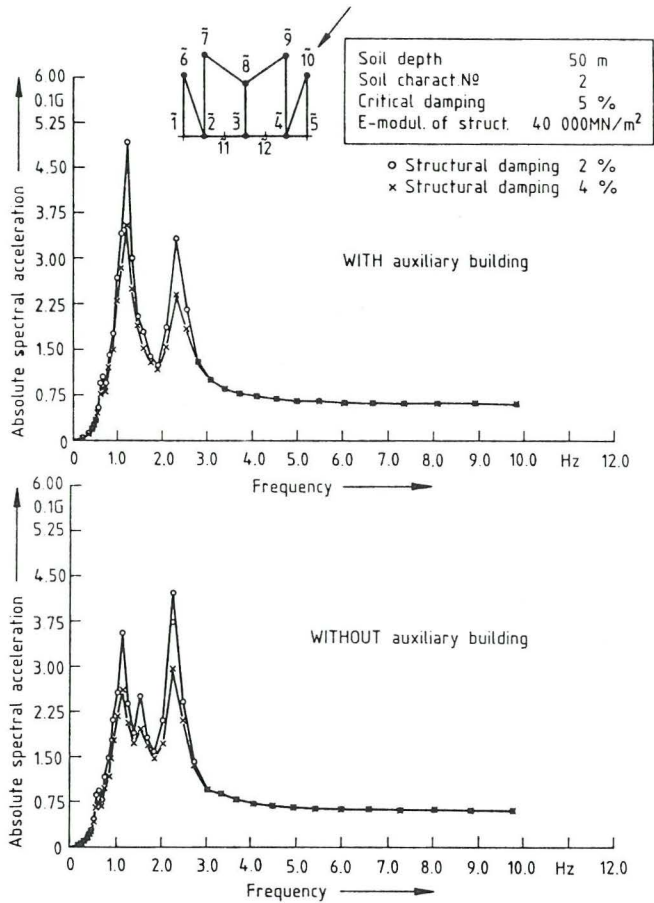 7̄ 9̄
6̄ 8̄ 10̄
1̄ 2̄ 3̄ 4̄ 5̄
11 12
Soil depth 50 m
Soil charact.Nº 2
Critical damping 5 %
E-modul. of struct. 40 000MN/m²
o Structural damping 2 %
× Structural damping 4 %
WITH auxiliary building
Absolute spectral acceleration
6.00
0.1G
5.25
4.50
3.75
3.00
2.25
1.50
0.75
0
0 1.0 2.0 3.0 4.0 5.0 6.0 7.0 8.0 9.0 10.0 Hz 12.0
Frequency
WITHOUT auxiliary building
Absolute spectral acceleration
6.00
0.1G
5.25
4.50
3.75
3.00
2.25
1.50
0.75
0
0 1.0 2.0 3.0 4.0 5.0 6.0 7.0 8.0 9.0 10.0 Hz 12.0
Frequency